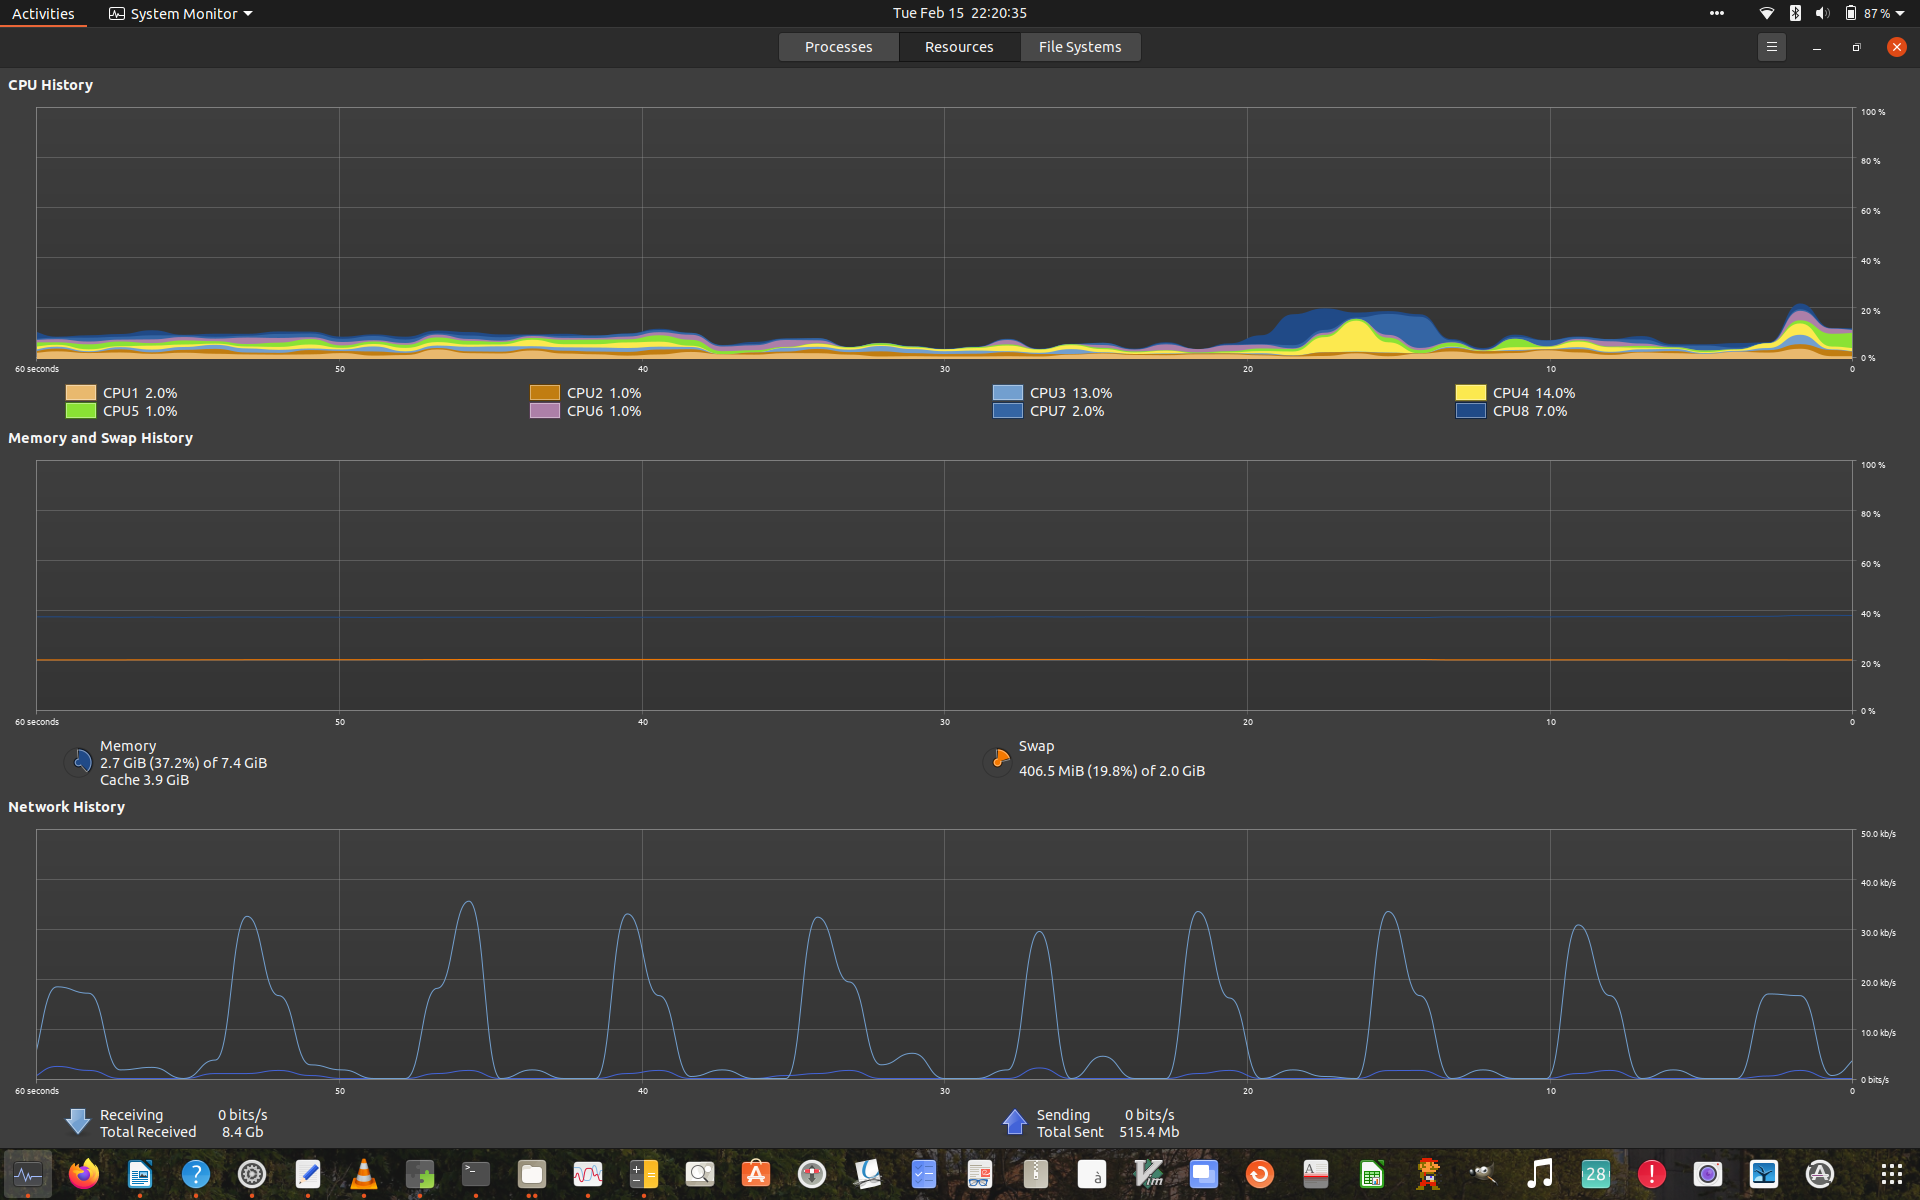 Activities System Monitor Tue Feb 15 22:20:35 87 %
Processes Resources File Systems
CPU History
100 %
80 %
60 %
40 %
20 %
0 %
60 seconds 50 40 30 20 10 0
CPU1 2.0% CPU2 1.0% CPU3 13.0% CPU4 14.0%
CPU5 1.0% CPU6 1.0% CPU7 2.0% CPU8 7.0%
Memory and Swap History
100 %
80 %
60 %
40 %
20 %
0 %
60 seconds 50 40 30 20 10 0
Memory
2.7 GiB (37.2%) of 7.4 GiB
Cache 3.9 GiB
Swap
406.5 MiB (19.8%) of 2.0 GiB
Network History
50.0 kb/s
40.0 kb/s
30.0 kb/s
20.0 kb/s
10.0 kb/s
0 bits/s
60 seconds 50 40 30 20 10 0
Receiving 0 bits/s
Total Received 8.4 Gb
Sending 0 bits/s
Total Sent 515.4 Mb
? >_ A à Vim A 28 !